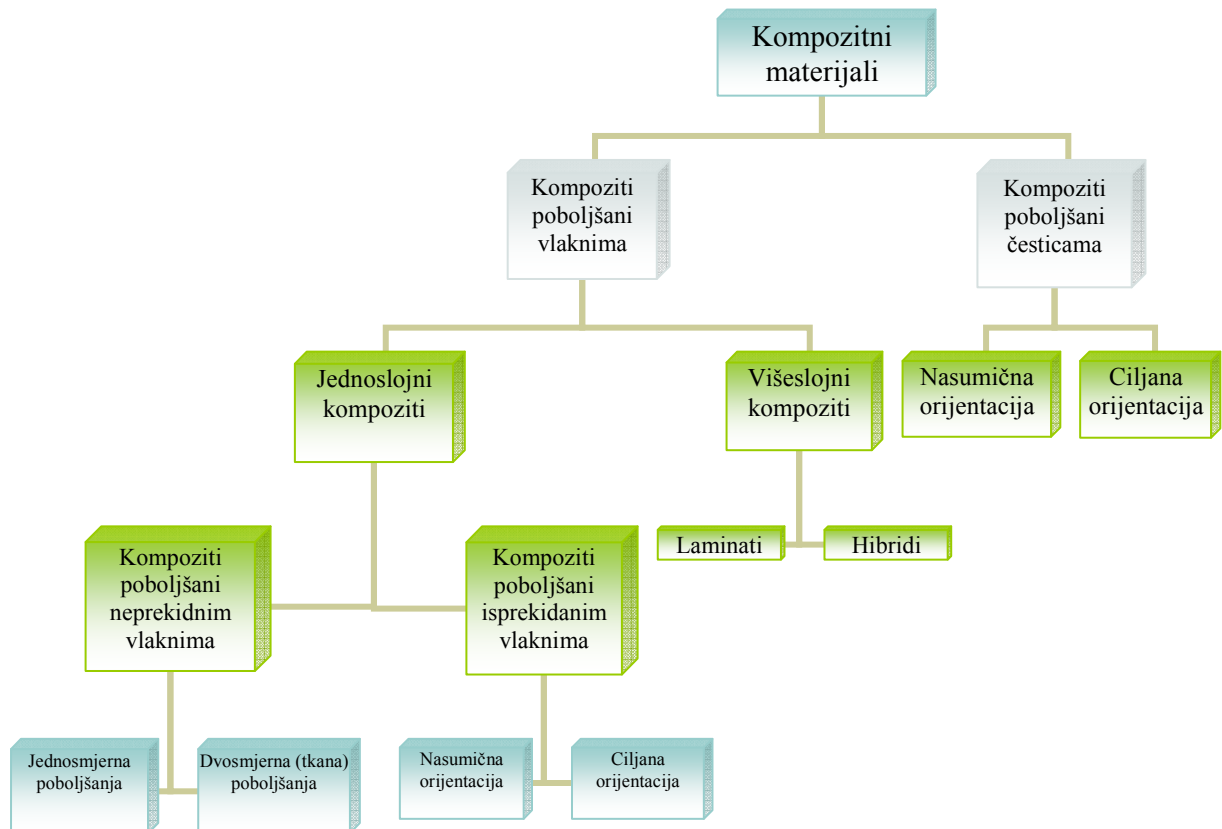 Kompozitni
materijali
Kompoziti
poboljšani
vlaknima
Kompoziti
poboljšani
česticama
Jednoslojni
kompoziti
Višeslojni
kompoziti
Nasumična
orijentacija
Ciljana
orijentacija
Laminati
Hibridi
Kompoziti
poboljšani
neprekidnim
vlaknima
Kompoziti
poboljšani
isprekidanim
vlaknima
Jednosmjerna
poboljšanja
Dvosmjerna (tkana)
poboljšanja
Nasumična
orijentacija
Ciljana
orijentacija